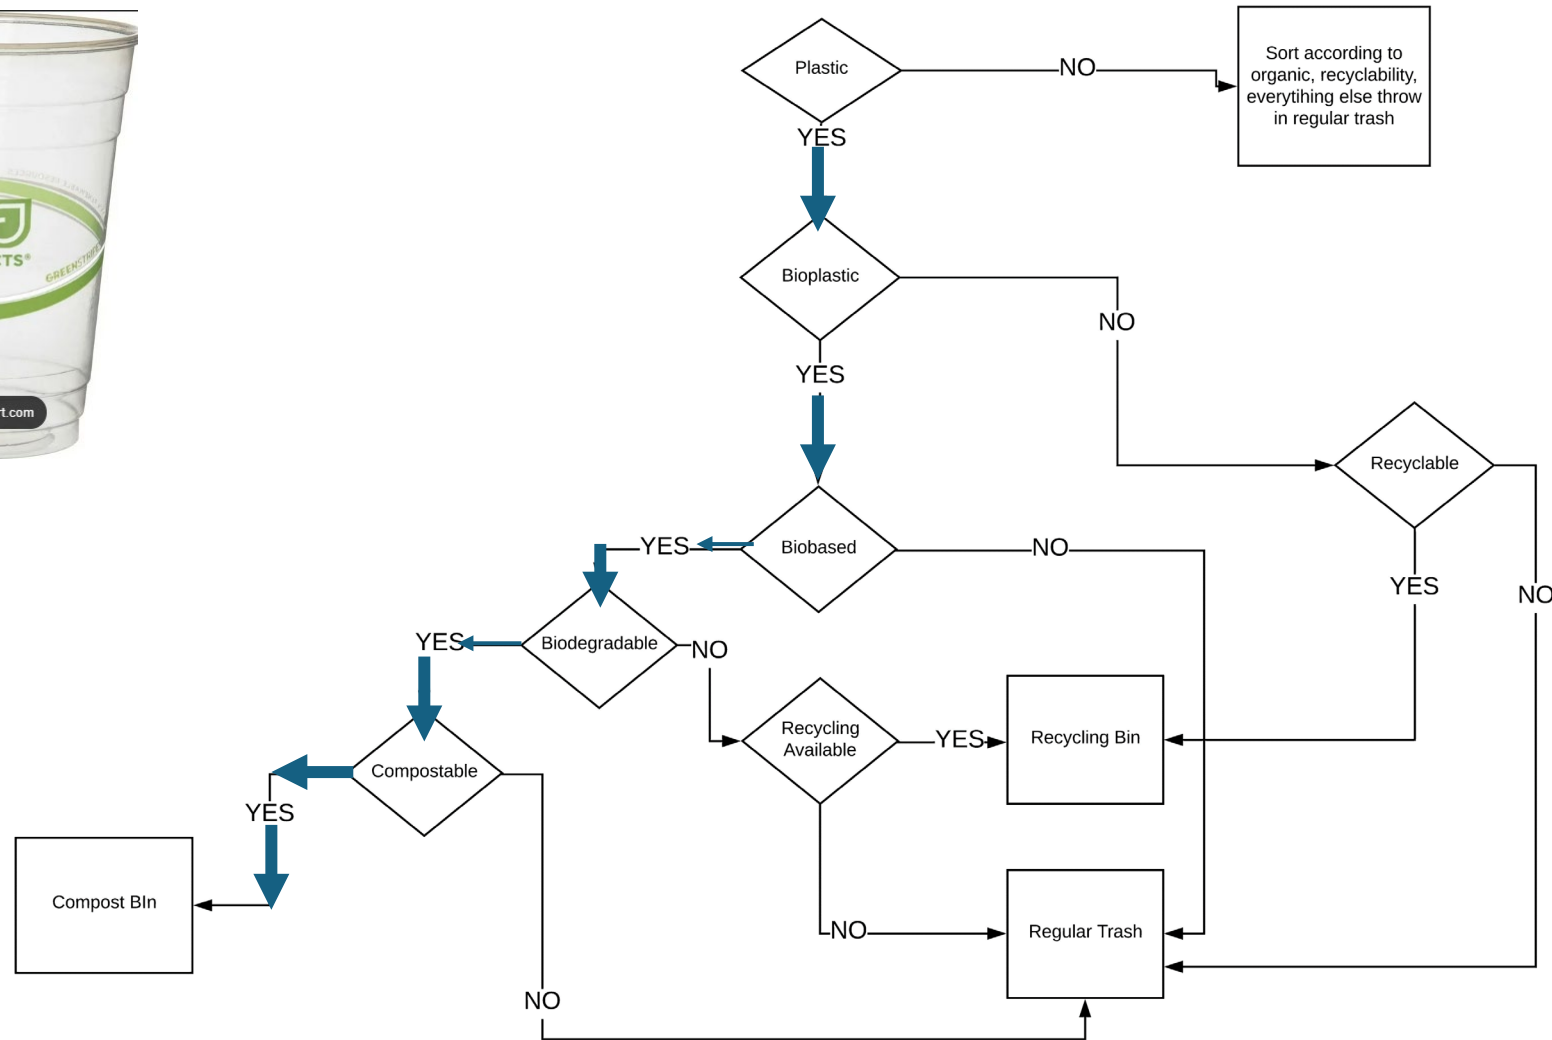 Plastic
NO
Sort according to
organic, recyclability,
everytihing else throw
in regular trash
YES
Bioplastic
NO
YES
Recyclable
YES
NO
Biobased
YES
NO
Biodegradable
YES
NO
Recycling
Available
YES
Recycling Bin
NO
Compostable
YES
Compost BIn
NO
Regular Trash
CTS®
GREENSTRIPE
rt.com